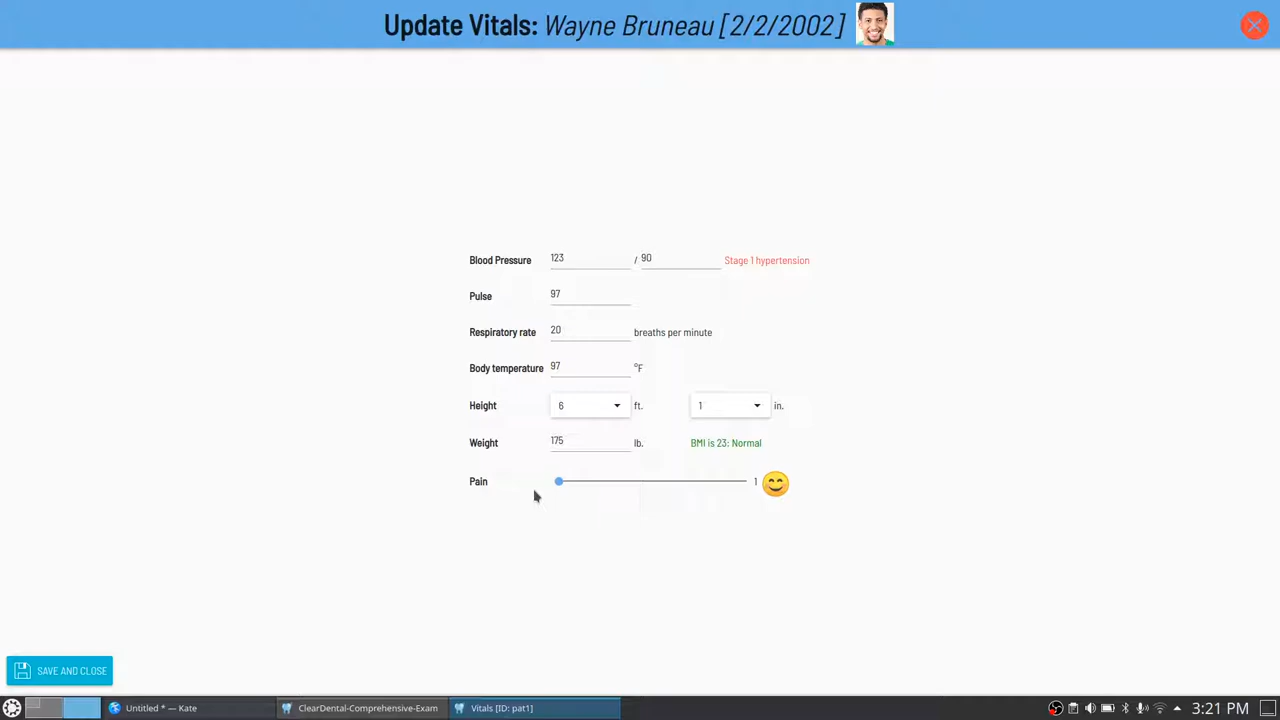 Update Vitals: Wayne Bruneau [2/2/2002]
Blood Pressure 123 / 90 Stage 1 hypertension
Pulse 97
Respiratory rate 20 breaths per minute
Body temperature 97 °F
Height 6 ft. 1 in.
Weight 175 lb. BMI is 23; Normal
Pain 1
SAVE AND CLOSE
Untitled * — Kate ClearDental-Comprehensive-Exam Vitals [ID: pat1] 3:21 PM